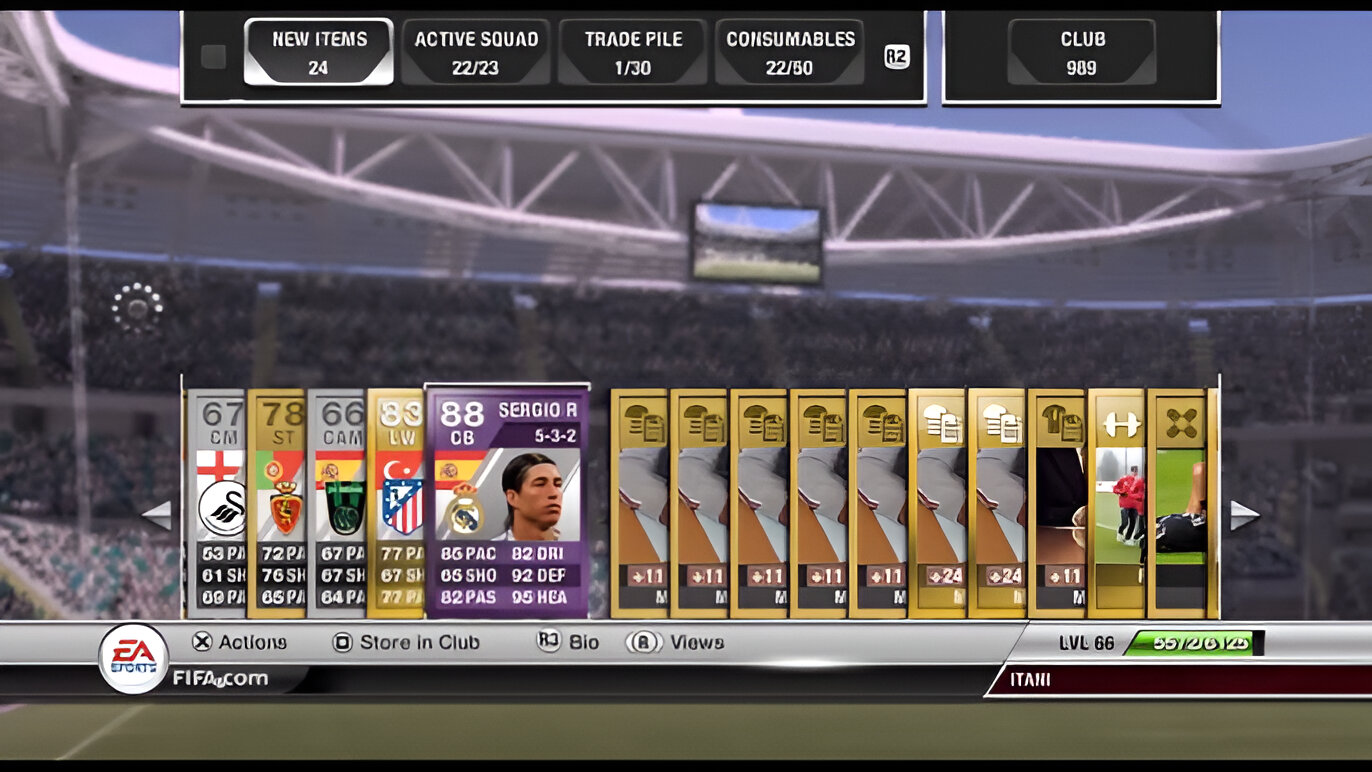 NEW ITEMS
24
ACTIVE SQUAD
22/23
TRADE PILE
1/30
CONSUMABLES
22/50
R2
CLUB
989
67
CM
63 PA
61 SH
69 PA
78
ST
72 PA
76 SH
65 PA
66
CAM
67 PA
67 SH
64 PA
83
LW
77 PA
67 SH
77 PA
88 SERGIO R
CB 5-3-2
86 PAC 82 DRI
66 SHO 92 DEF
82 PAS 95 HEA
+11
M
+11
M
+11
M
+11
M
+11
M
+24
+24
+11
M
Actions
Store in Club
R3 Bio
R Views
LVL 66
EA
SPORTS
FIFA.com
ITANI